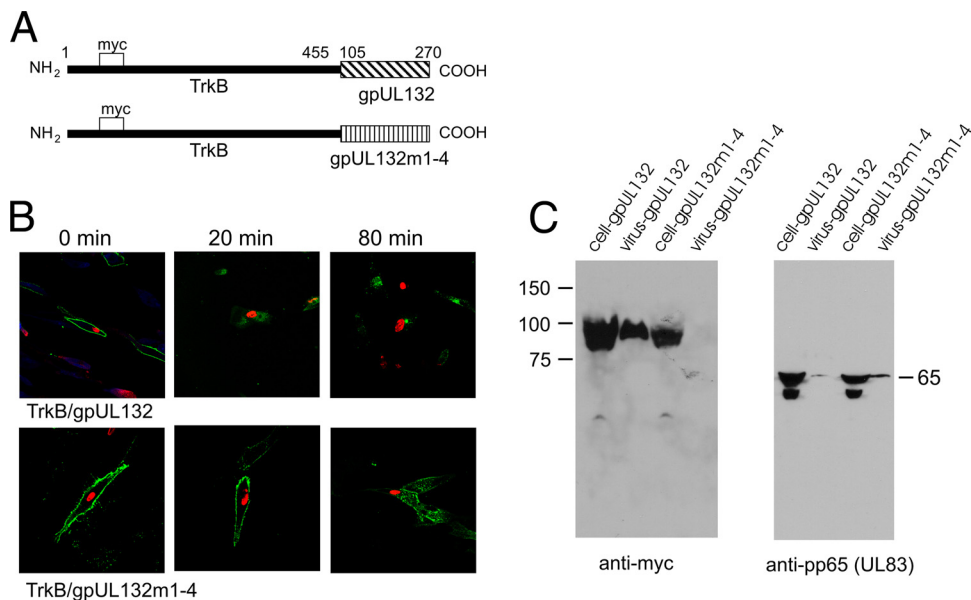 A
1 myc 455 105 270
NH2 TrkB gpUL132 COOH
myc
NH2 TrkB gpUL132m1-4 COOH
B
0 min 20 min 80 min
TrkB/gpUL132
TrkB/gpUL132m1-4
C
cell-gpUL132
virus-gpUL132
cell-gpUL132m1-4
virus-gpUL132m1-4
150
100
75
anti-myc
cell-gpUL132
virus-gpUL132
cell-gpUL132m1-4
virus-gpUL132m1-4
65
anti-pp65 (UL83)